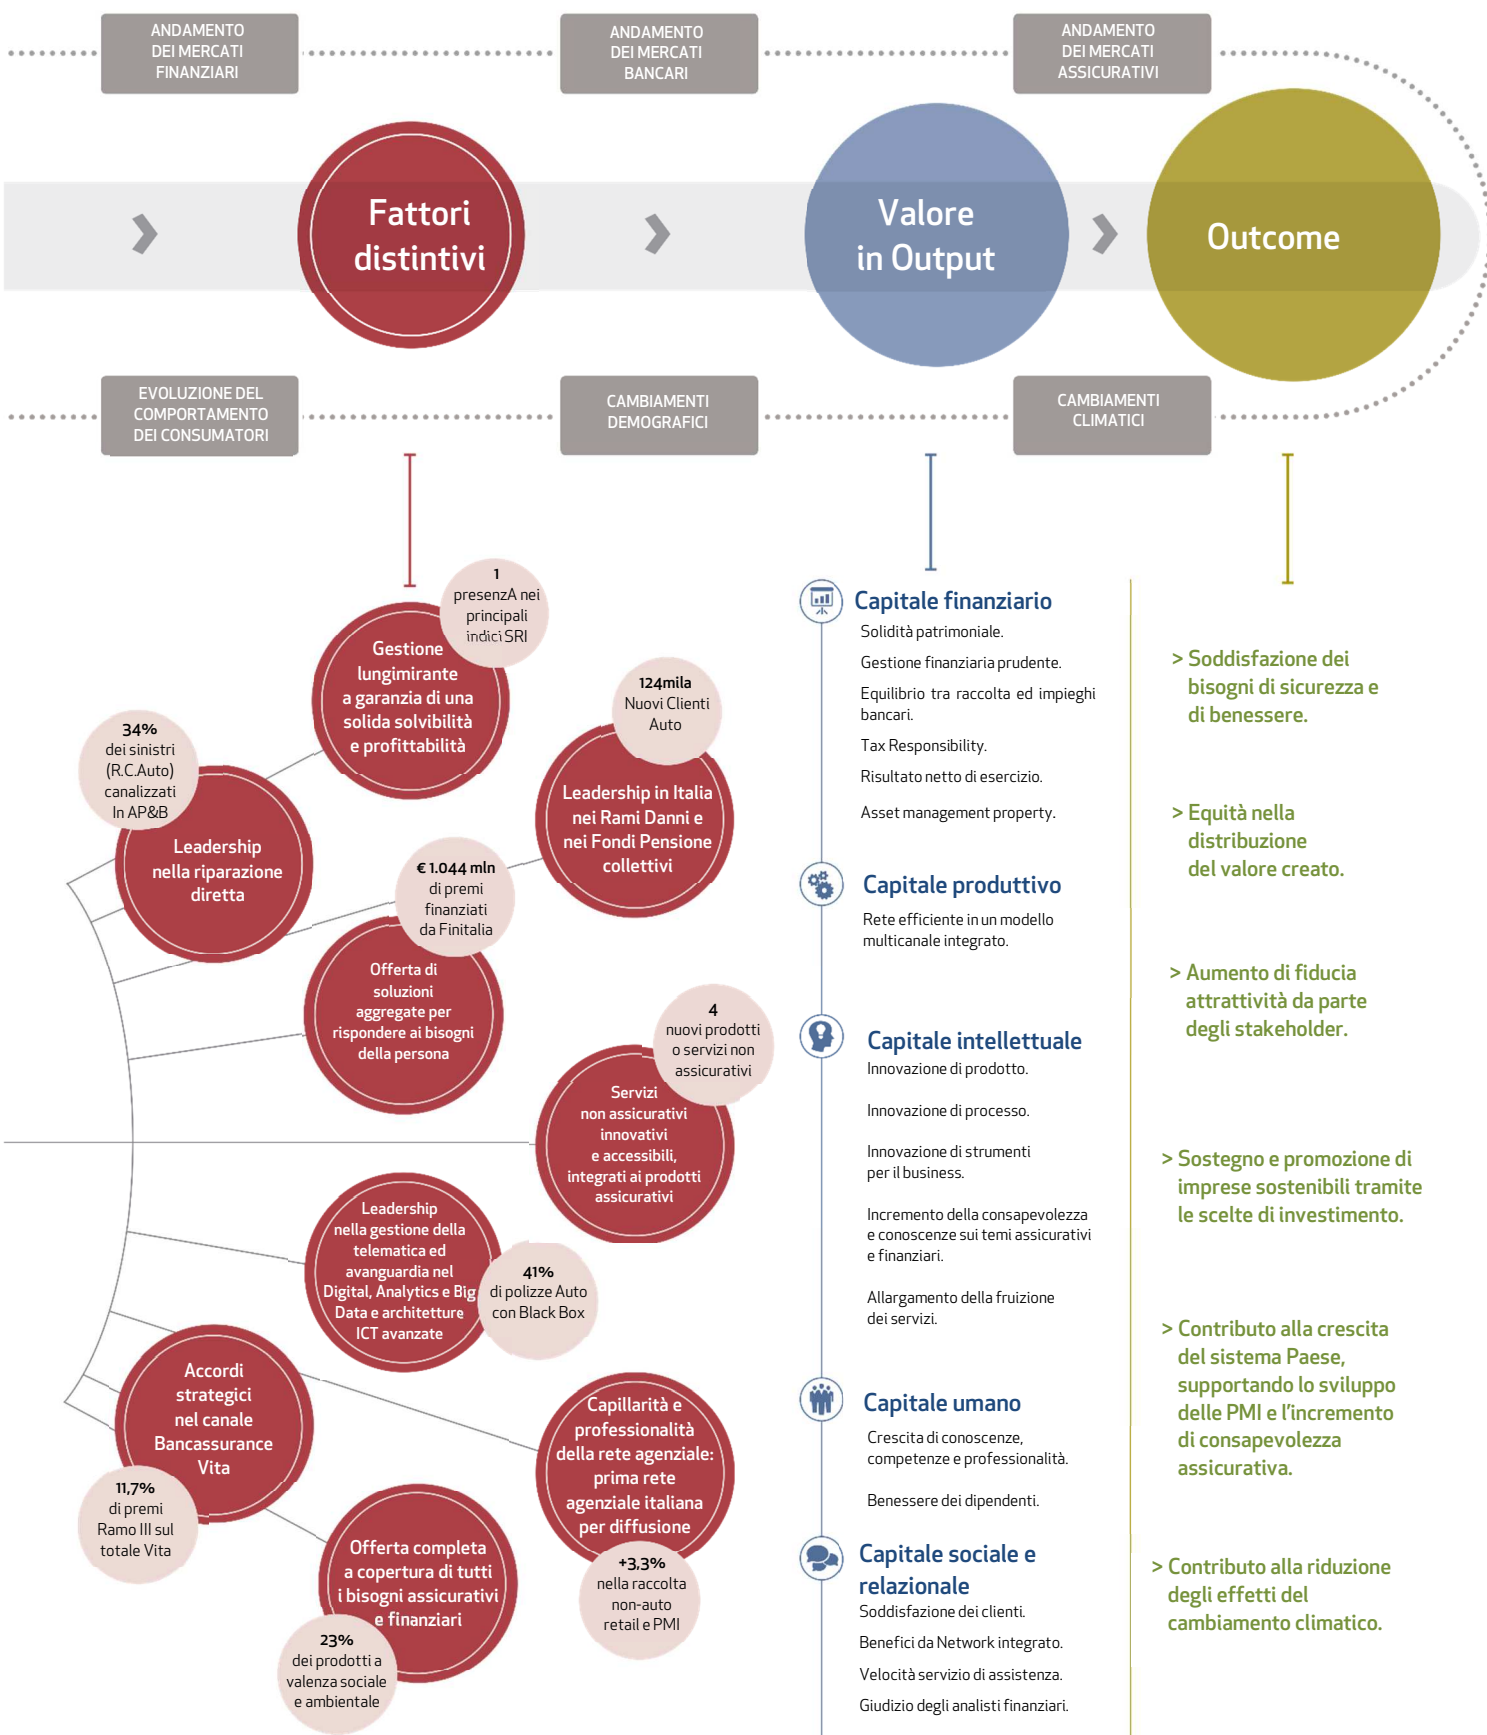 ANDAMENTO
DEI MERCATI
FINANZIARI
ANDAMENTO
DEI MERCATI
BANCARI
ANDAMENTO
DEI MERCATI
ASSICURATIVI
Fattori
distintivi
Valore
in Output
Outcome
EVOLUZIONE DEL
COMPORTAMENTO
DEI CONSUMATORI
CAMBIAMENTI
DEMOGRAFICI
CAMBIAMENTI
CLIMATICI
1
presenzA nei
principali
indici SRI
Gestione
lungimirante
a garanzia di una
solida solvibilità
e profittabilità
124mila
Nuovi Clienti
Auto
Leadership in Italia
nei Rami Danni e
nei Fondi Pensione
collettivi
34%
dei sinistri
(R.C.Auto)
canalizzati
In AP&B
Leadership
nella riparazione
diretta
€ 1.044 mln
di premi
finanziati
da Finitalia
Offerta di
soluzioni
aggregate per
rispondere ai bisogni
della persona
4
nuovi prodotti
o servizi non
assicurativi
Servizi
non assicurativi
innovativi
e accessibili,
integrati ai prodotti
assicurativi
Leadership
nella gestione della
telematica ed
avanguardia nel
Digital, Analytics e Big
Data e architetture
ICT avanzate
41%
di polizze Auto
con Black Box
Accordi
strategici
nel canale
Bancassurance
Vita
11,7%
di premi
Ramo III sul
totale Vita
Capillarità e
professionalità
della rete agenziale:
prima rete
agenziale italiana
per diffusione
+3,3%
nella raccolta
non-auto
retail e PMI
Offerta completa
a copertura di tutti
i bisogni assicurativi
e finanziari
23%
dei prodotti a
valenza sociale
e ambientale
Capitale finanziario
Solidità patrimoniale.
Gestione finanziaria prudente.
Equilibrio tra raccolta ed impieghi
bancari.
Tax Responsibility.
Risultato netto di esercizio.
Asset management property.
Capitale produttivo
Rete efficiente in un modello
multicanale integrato.
Capitale intellettuale
Innovazione di prodotto.
Innovazione di processo.
Innovazione di strumenti
per il business.
Incremento della consapevolezza
e conoscenze sui temi assicurativi
e finanziari.
Allargamento della fruizione
dei servizi.
Capitale umano
Crescita di conoscenze,
competenze e professionalità.
Benessere dei dipendenti.
Capitale sociale e
relazionale
Soddisfazione dei clienti.
Benefici da Network integrato.
Velocità servizio di assistenza.
Giudizio degli analisti finanziari.
> Soddisfazione dei
bisogni di sicurezza e
di benessere.
> Equità nella
distribuzione
del valore creato.
> Aumento di fiducia
attrattività da parte
degli stakeholder.
> Sostegno e promozione di
imprese sostenibili tramite
le scelte di investimento.
> Contributo alla crescita
del sistema Paese,
supportando lo sviluppo
delle PMI e l'incremento
di consapevolezza
assicurativa.
> Contributo alla riduzione
degli effetti del
cambiamento climatico.